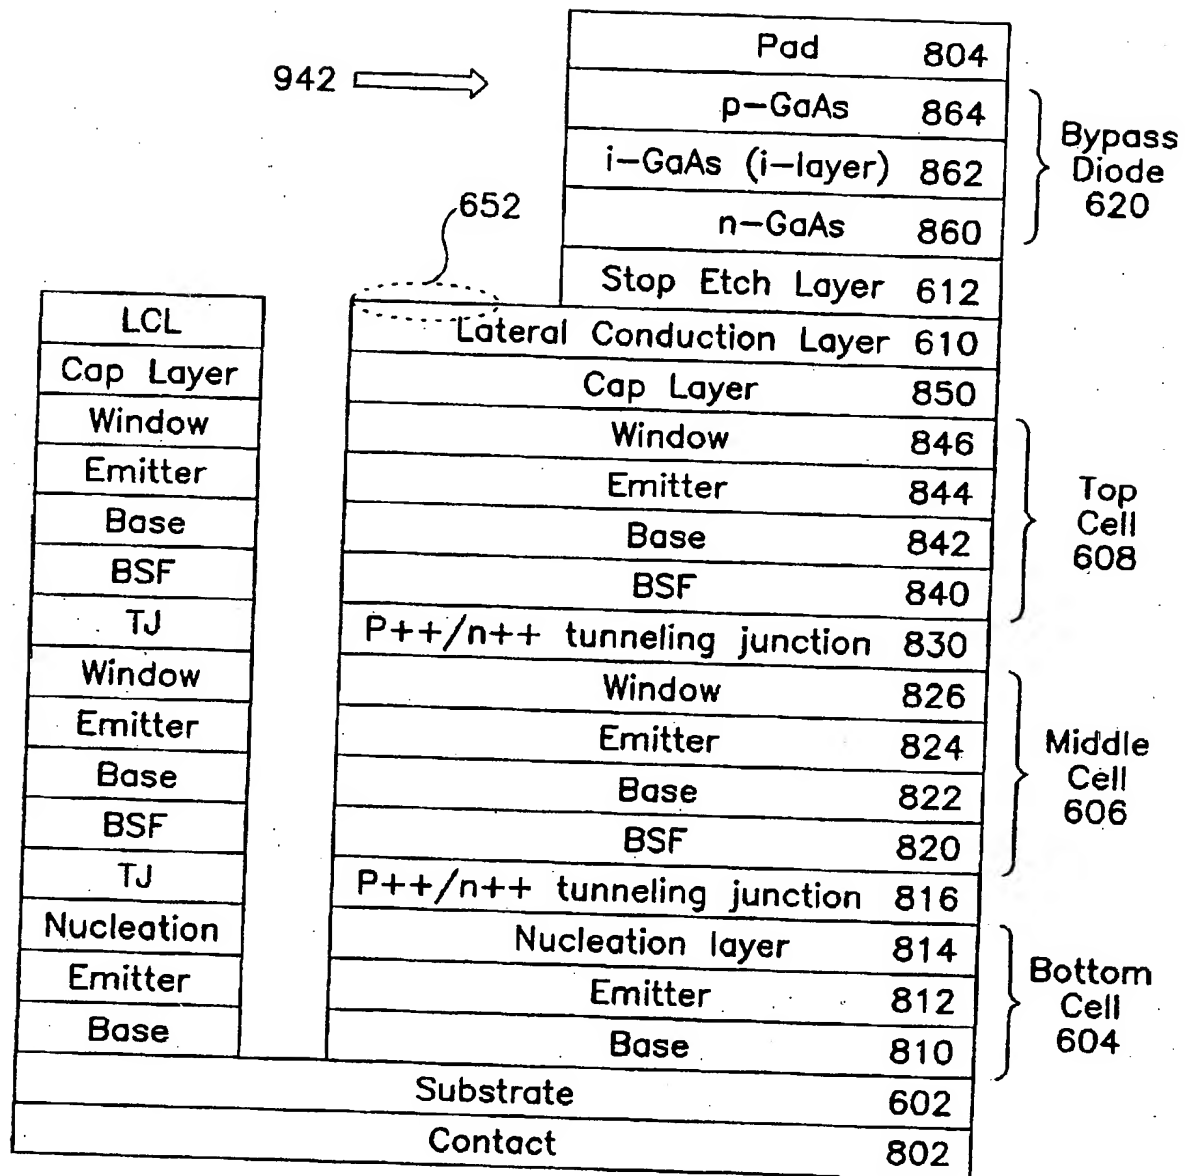 Pad 804
942
p-GaAs 864
i-GaAs (i-layer) 862
n-GaAs 860
Bypass
Diode
620
652
Stop Etch Layer 612
Lateral Conduction Layer 610
Cap Layer 850
Window 846
Emitter 844
Base 842
BSF 840
Top
Cell
608
P++/n++ tunneling junction 830
Window 826
Emitter 824
Base 822
BSF 820
Middle
Cell
606
P++/n++ tunneling junction 816
Nucleation layer 814
Emitter 812
Base 810
Bottom
Cell
604
LCL
Cap Layer
Window
Emitter
Base
BSF
TJ
Window
Emitter
Base
BSF
TJ
Nucleation
Emitter
Base
Substrate 602
Contact 802